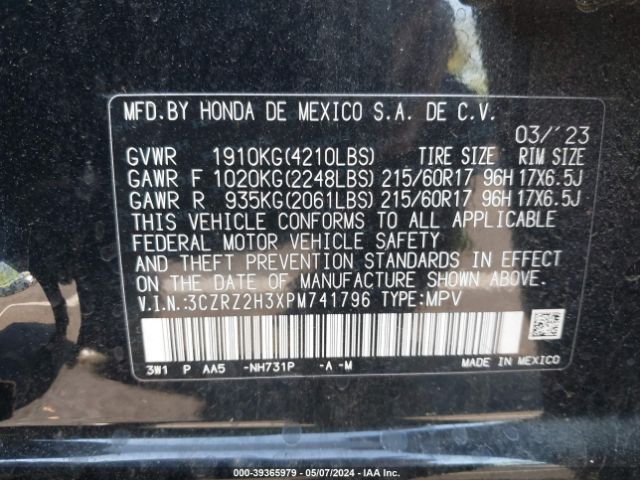 MFD.BY HONDA DE MEXICO S.A. DE C.V.
03/'23
GVWR 1910KG(4210LBS) TIRE SIZE RIM SIZE
GAWR F 1020KG(2248LBS) 215/60R17 96H 17X6.5J
GAWR R 935KG(2061LBS) 215/60R17 96H 17X6.5J
THIS VEHICLE CONFORMS TO ALL APPLICABLE
FEDERAL MOTOR VEHICLE SAFETY
AND THEFT PREVENTION STANDARDS IN EFFECT
ON THE DATE OF MANUFACTURE SHOWN ABOVE.
V.I.N.:3CZRZ2H3XPM741796 TYPE:MPV
3W1 P AA5 -NH731P -A -M
MADE IN MEXICO
000-39365979 - 05/07/2024 - IAA Inc.